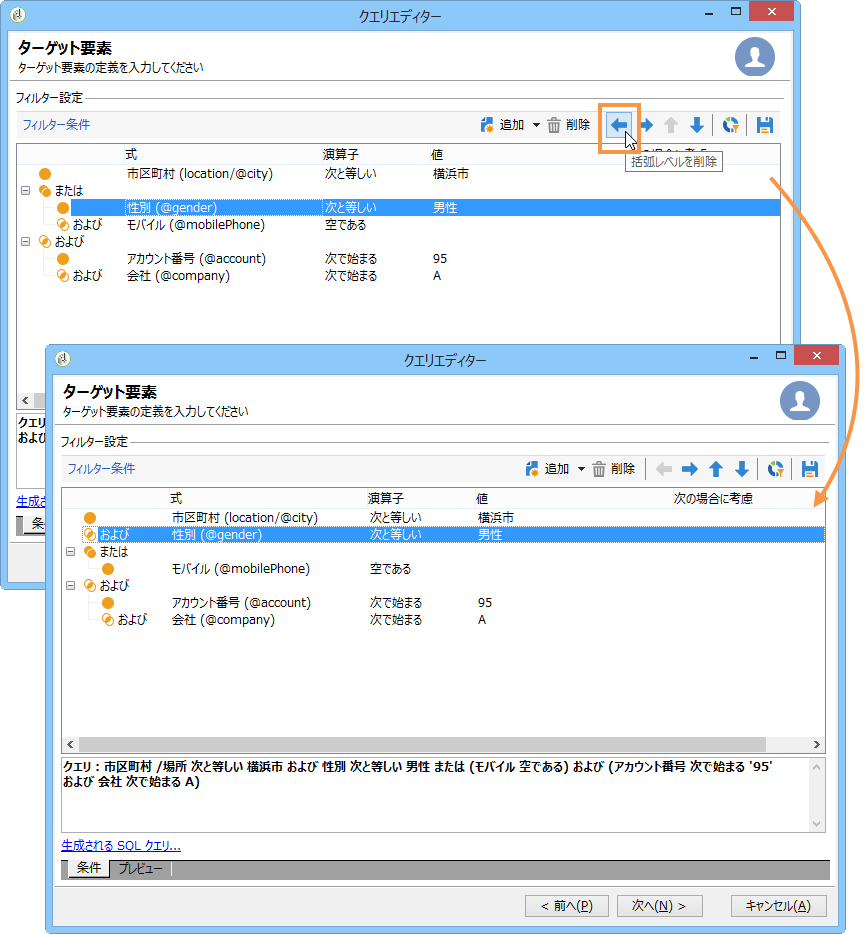 クエリエディター
ターゲット要素
ターゲット要素の定義を入力してください
フィルター設定
フィルター条件 追加 削除
括弧レベルを削除
式 演算子 値
市区町村 (location/@city) 次と等しい 横浜市
または
性別 (@gender) 次と等しい 男性
および モバイル (@mobilePhone) 空である
および
アカウント番号 (@account) 次で始まる 95
および 会社 (@company) 次で始まる A
クエリ
およ
生成さ
条
クエリエディター
ターゲット要素
ターゲット要素の定義を入力してください
フィルター設定
フィルター条件 追加 削除
式 演算子 値 次の場合に考慮
市区町村 (location/@city) 次と等しい 横浜市
および 性別 (@gender) 次と等しい 男性
または
モバイル (@mobilePhone) 空である
および
アカウント番号 (@account) 次で始まる 95
および 会社 (@company) 次で始まる A
クエリ : 市区町村 /場所 次と等しい 横浜市 および 性別 次と等しい 男性 または (モバイル 空である) および (アカウント番号 次で始まる '95'
および 会社 次で始まる A)
生成される SQL クエリ...
条件 プレビュー
< 前へ(P) 次へ(N) > キャンセル(A)